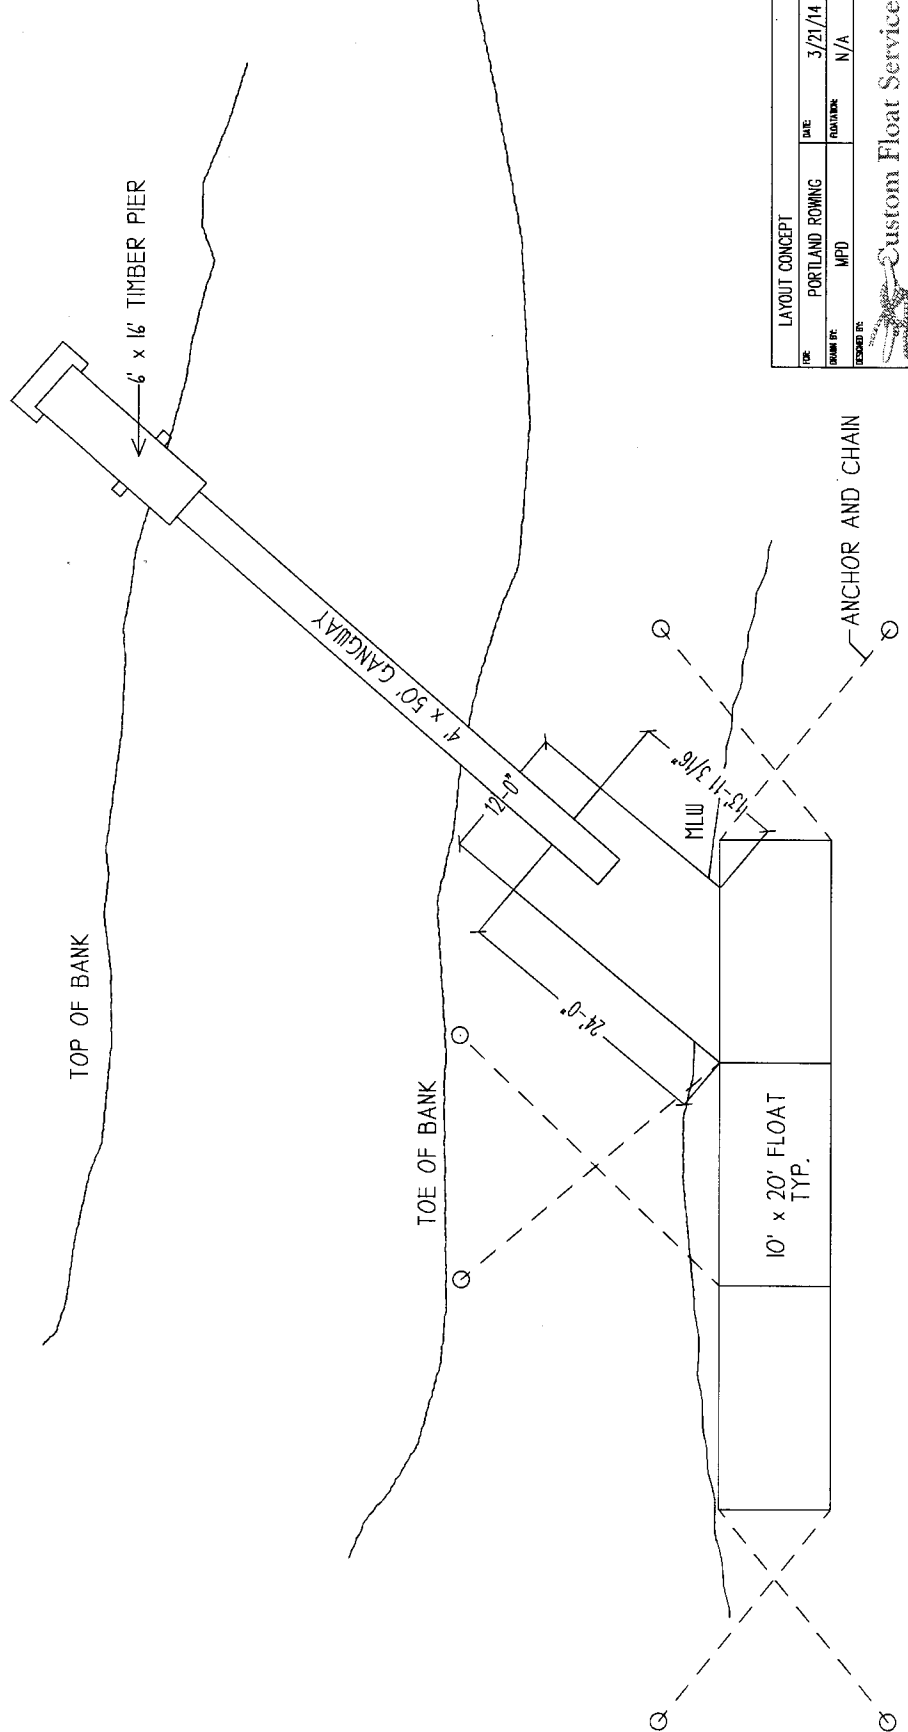 6' x 16' TIMBER PIER
TOP OF BANK
4' x 50' GANGWAY
TOE OF BANK
12'-0"
24'-0"
13'-11 3/16"
MLW
10' x 20' FLOAT
TYP.
ANCHOR AND CHAIN
LAYOUT CONCEPT
FOR: PORTLAND ROWING
DATE: 3/21/14
DRAWN BY: MPD
FLOATATION: N/A
DESIGNED BY:
Custom Float Service